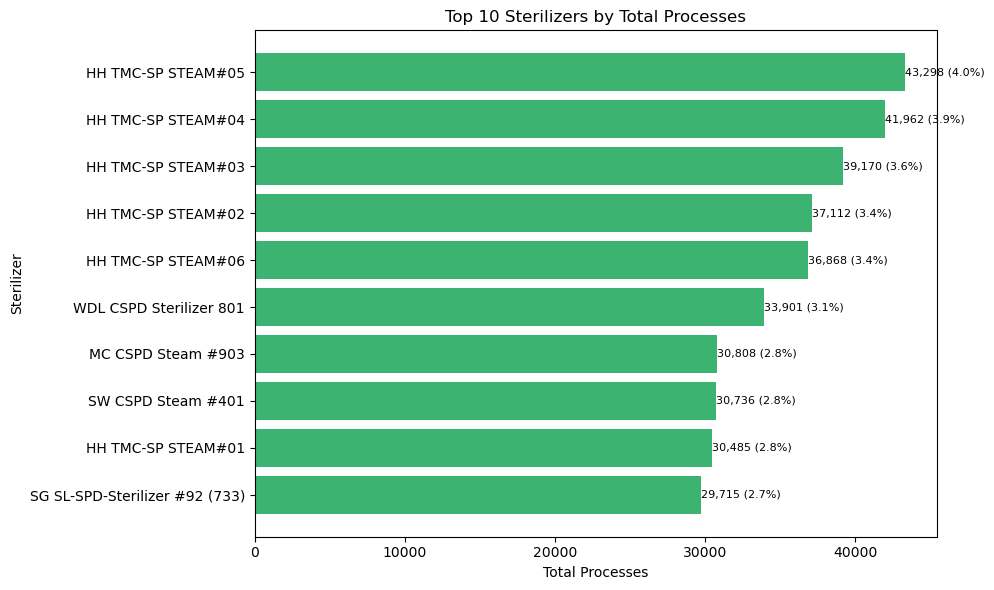 Top 10 Sterilizers by Total Processes
Sterilizer
HH TMC-SP STEAM#05 43,298 (4.0%)
HH TMC-SP STEAM#04 41,962 (3.9%)
HH TMC-SP STEAM#03 39,170 (3.6%)
HH TMC-SP STEAM#02 37,112 (3.4%)
HH TMC-SP STEAM#06 36,868 (3.4%)
WDL CSPD Sterilizer 801 33,901 (3.1%)
MC CSPD Steam #903 30,808 (2.8%)
SW CSPD Steam #401 30,736 (2.8%)
HH TMC-SP STEAM#01 30,485 (2.8%)
SG SL-SPD-Sterilizer #92 (733) 29,715 (2.7%)
0 10000 20000 30000 40000
Total Processes